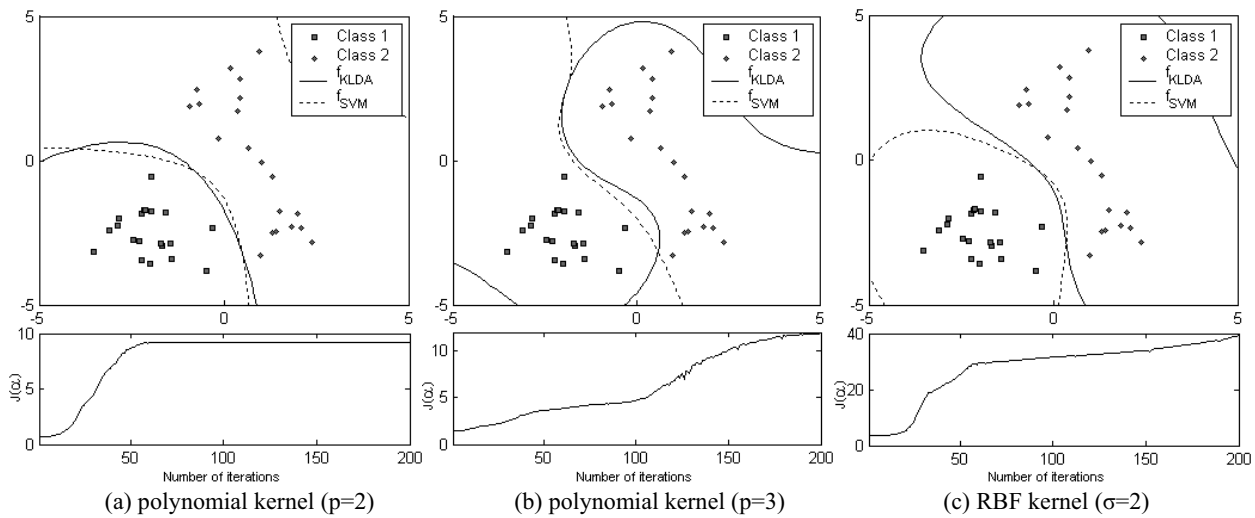 5
Class 1
Class 2
fKLDA
fSVM
0
-5
-5 0 5
10
5
0
J(α)
50 100 150 200
Number of iterations
(a) polynomial kernel (p=2)
5
Class 1
Class 2
fKLDA
fSVM
0
-5
-5 0 5
10
5
0
J(α)
50 100 150 200
Number of iterations
(b) polynomial kernel (p=3)
5
Class 1
Class 2
fKLDA
fSVM
0
-5
-5 0 5
40
20
0
J(α)
50 100 150 200
Number of iterations
(c) RBF kernel (σ=2)